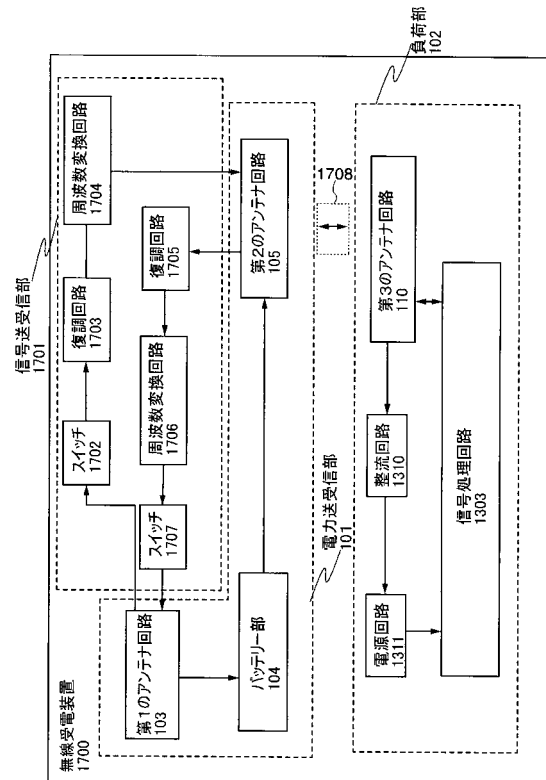 無線受電装置
1700
信号送受信部
1701
スイッチ
1702
復調回路
1703
周波数変換回路
1704
復調回路
1705
周波数変換回路
1706
スイッチ
1707
第1のアンテナ回路
103
バッテリー部
104
第2のアンテナ回路
105
電力送受信部
101
1708
負荷部
102
第3のアンテナ回路
110
整流回路
1310
電源回路
1311
信号処理回路
1303